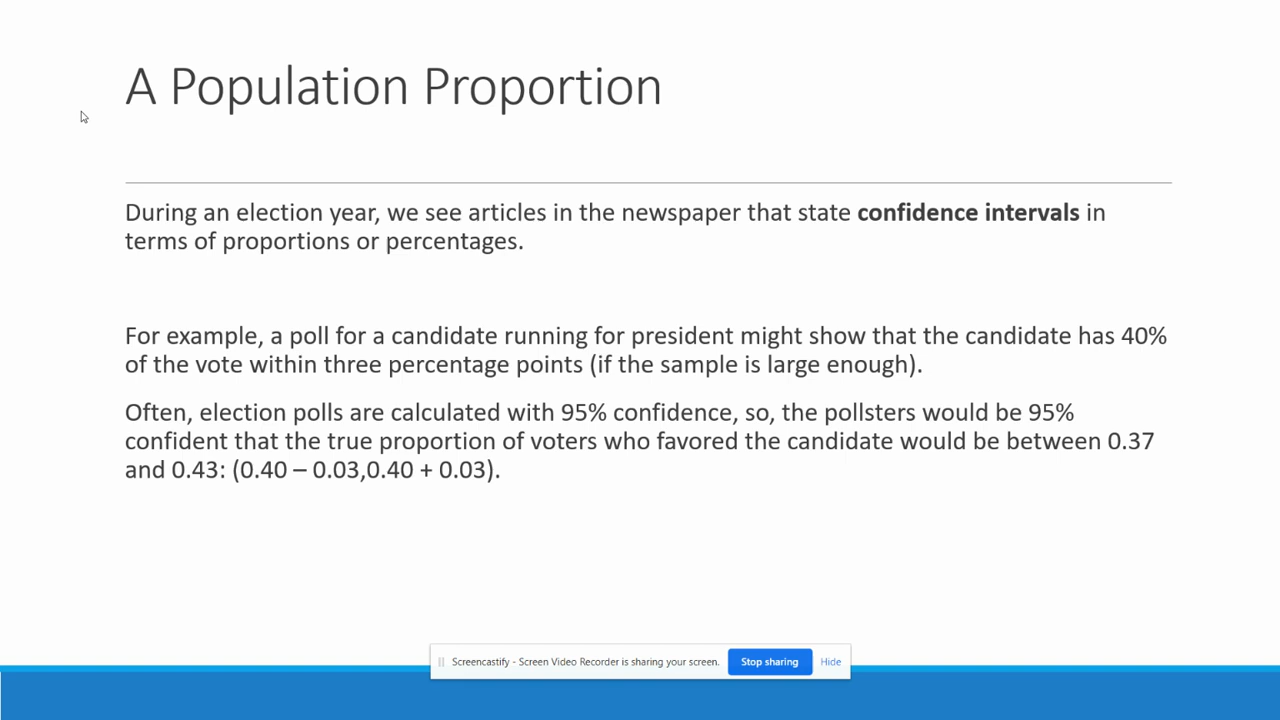 A Population Proportion
During an election year, we see articles in the newspaper that state confidence intervals in
terms of proportions or percentages.
For example, a poll for a candidate running for president might show that the candidate has 40%
of the vote within three percentage points (if the sample is large enough).
Often, election polls are calculated with 95% confidence, so, the pollsters would be 95%
confident that the true proportion of voters who favored the candidate would be between 0.37
and 0.43: (0.40 – 0.03,0.40 + 0.03).
Screencastify - Screen Video Recorder is sharing your screen. Stop sharing Hide